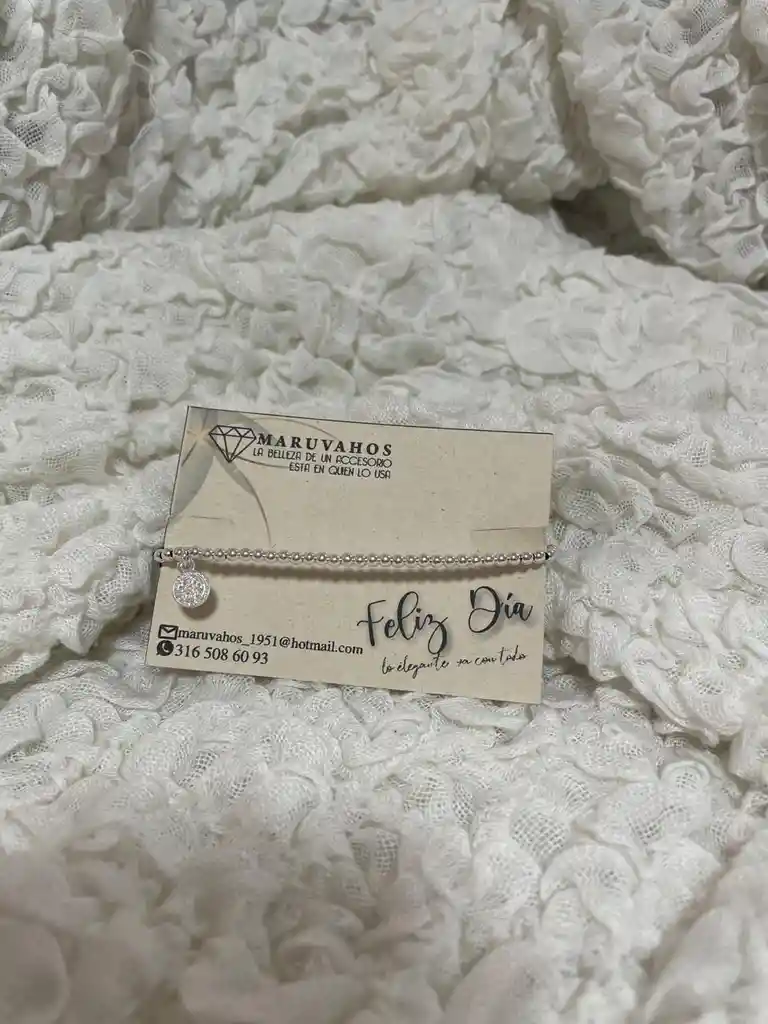 MARUVAHOS
LA BELLEZA DE UN ACCESORIO
ESTA EN QUIEN LO USA
Feliz Día
lo elegante va con todo
maruvahos_1951@hotmail.com
316 508 60 93